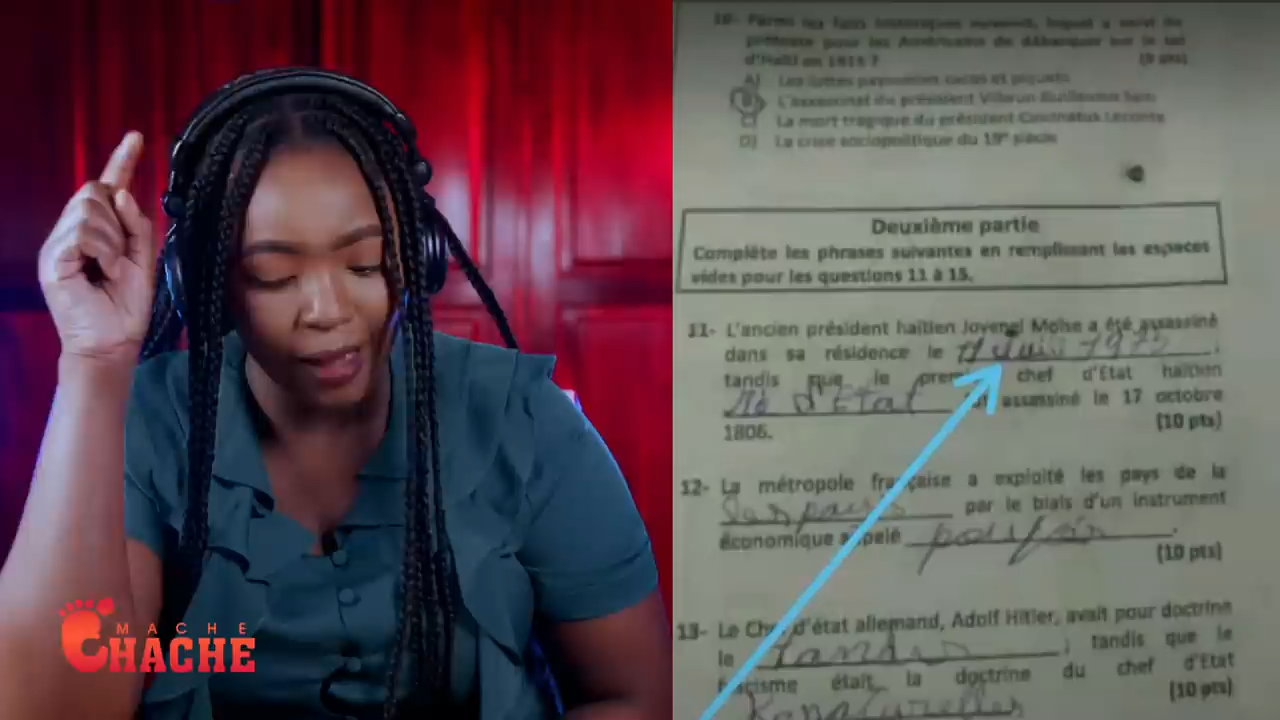 10- Parmi les faits historiques suivants, lequel a servi de
prétexte pour les Américains de débarquer sur le sol
d'Haïti en 1915 ? (5 pts)
A) Les luttes paysannes cacos et piquets
B) L'assassinat du président Vilbrun Guillaume Sam
C) La mort tragique du président Cincinnatus Leconte
D) La crise sociopolitique du 19e siècle
Deuxième partie
Complète les phrases suivantes en remplissant les espaces
vides pour les questions 11 à 15.
11- L'ancien président haïtien Jovenel Moïse a été assassiné
dans sa résidence le
tandis que le chef d'Etat haïtien
d'État assassiné le 17 octobre
1806. (10 pts)
12- La métropole française a exploité les pays de la
par le biais d'un instrument
économique appelé
(10 pts)
13- Le Chef d'état allemand, Adolf Hitler, avait pour doctrine
le Tandis ; tandis que le
fascisme était la doctrine du chef d'Etat
(10 pts)
MACHE
CHACHE